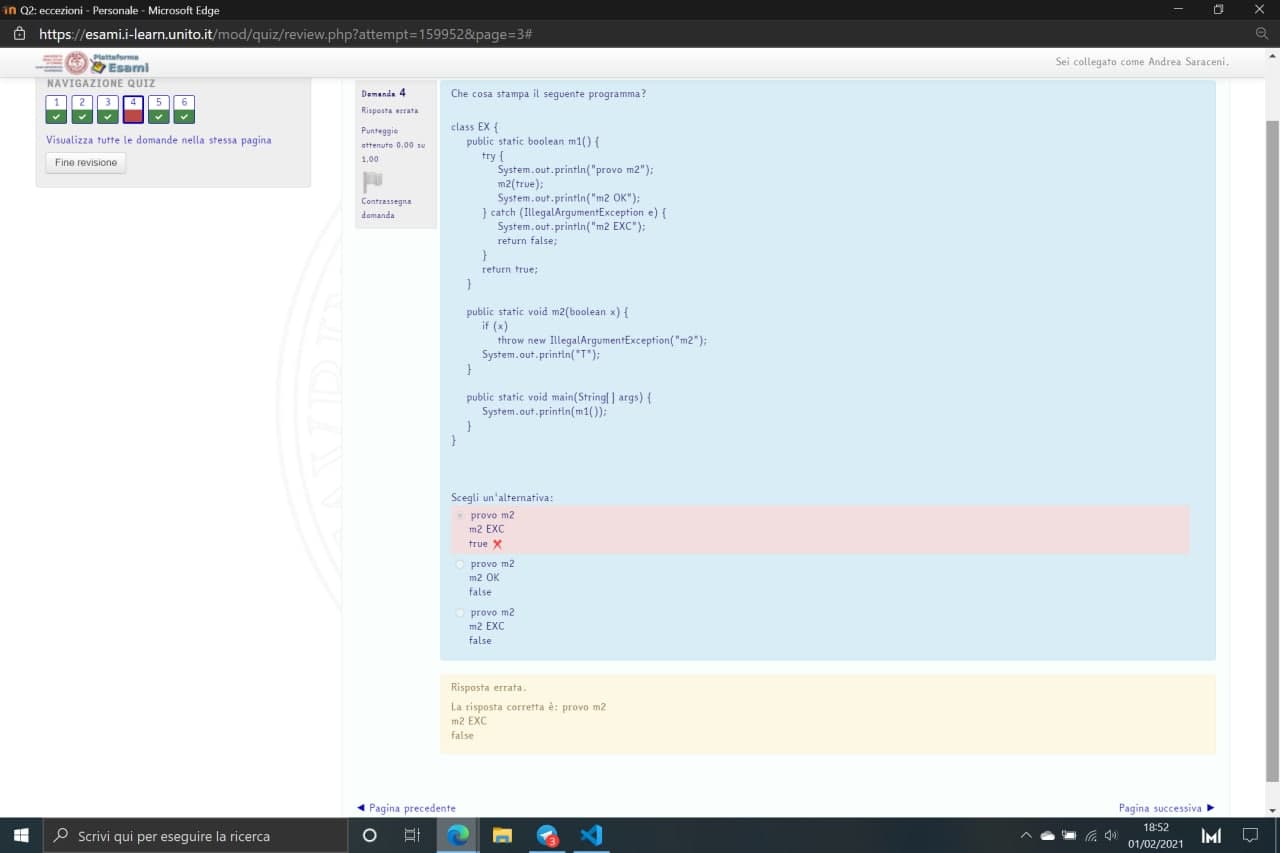 Q2: eccezioni - Personale - Microsoft Edge
https://esami.i-learn.unito.it/mod/quiz/review.php?attempt=159952&page=3#
Piattaforma
Esami
Sei collegato come Andrea Saraceni.
NAVIGAZIONE QUIZ
1 2 3 4 5 6
Visualizza tutte le domande nella stessa pagina
Fine revisione
Domanda 4
Risposta errata
Punteggio
ottenuto 0,00 su
1,00
Contrassegna
domanda
Che cosa stampa il seguente programma?
class EX {
public static boolean m1() {
try {
System.out.println("provo m2");
m2(true);
System.out.println("m2 OK");
} catch (IllegalArgumentException e) {
System.out.println("m2 EXC");
return false;
}
return true;
}
public static void m2(boolean x) {
if (x)
throw new IllegalArgumentException("m2");
System.out.println("T");
}
public static void main(String[] args) {
System.out.println(m1());
}
}
Scegli un'alternativa:
provo m2
m2 EXC
true
provo m2
m2 OK
false
provo m2
m2 EXC
false
Risposta errata.
La risposta corretta è: provo m2
m2 EXC
false
◄ Pagina precedente
Pagina successiva ►
Scrivi qui per eseguire la ricerca
3
18:52
01/02/2021